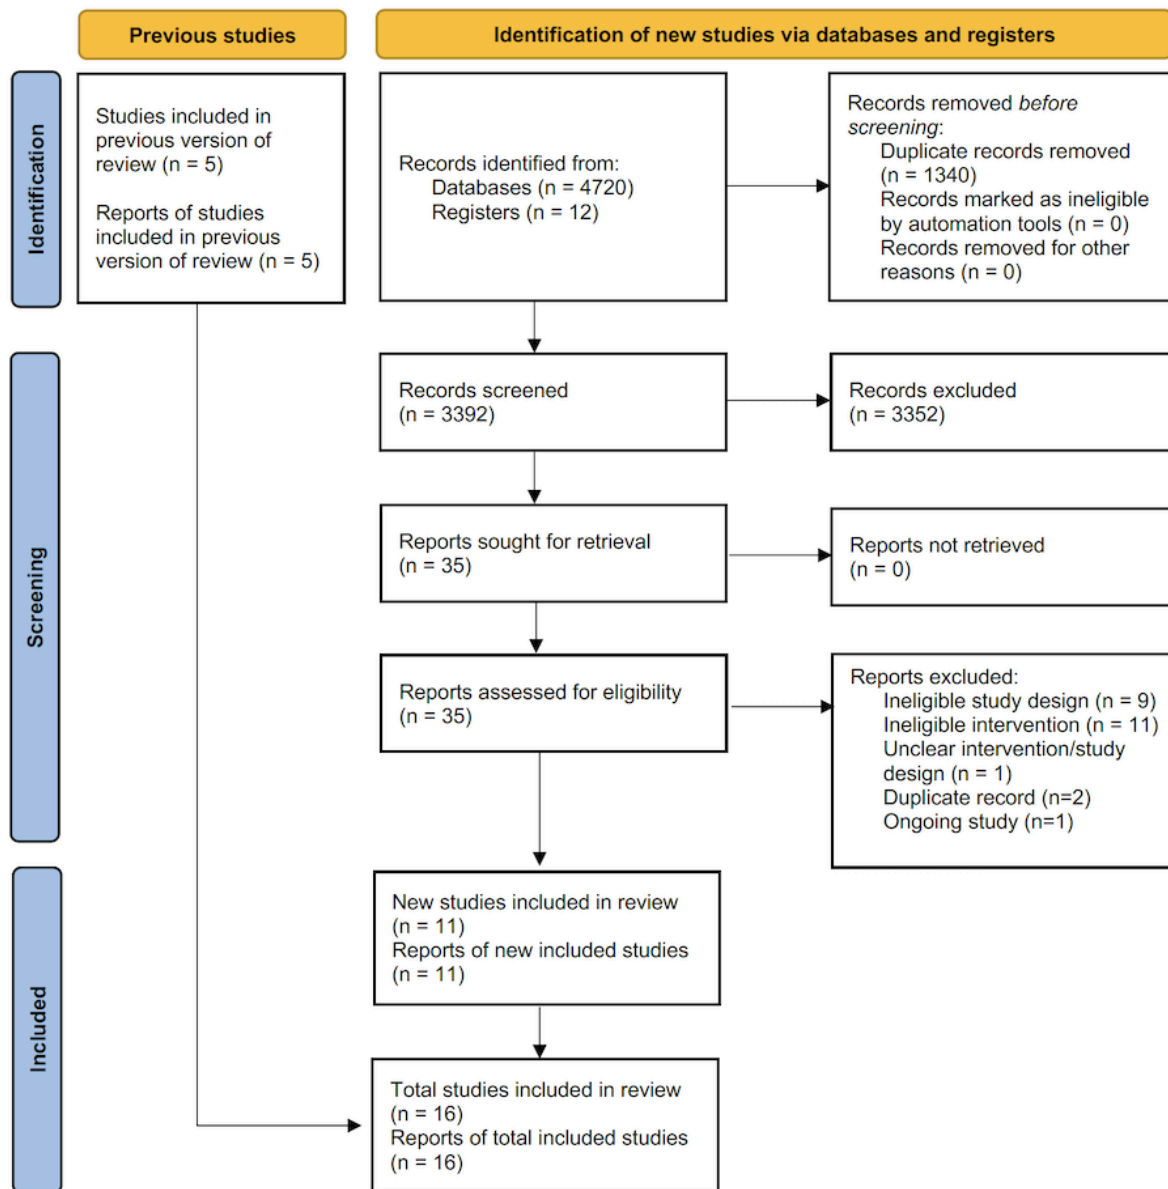 Previous studies
Identification of new studies via databases and registers
Identification
Studies included in
previous version of
review (n = 5)
Reports of studies
included in previous
version of review (n = 5)
Records identified from:
Databases (n = 4720)
Registers (n = 12)
Records removed before
screening:
Duplicate records removed
(n = 1340)
Records marked as ineligible
by automation tools (n = 0)
Records removed for other
reasons (n = 0)
Screening
Records screened
(n = 3392)
Records excluded
(n = 3352)
Reports sought for retrieval
(n = 35)
Reports not retrieved
(n = 0)
Reports assessed for eligibility
(n = 35)
Reports excluded:
Ineligible study design (n = 9)
Ineligible intervention (n = 11)
Unclear intervention/study
design (n = 1)
Duplicate record (n=2)
Ongoing study (n=1)
Included
New studies included in review
(n = 11)
Reports of new included studies
(n = 11)
Total studies included in review
(n = 16)
Reports of total included studies
(n = 16)